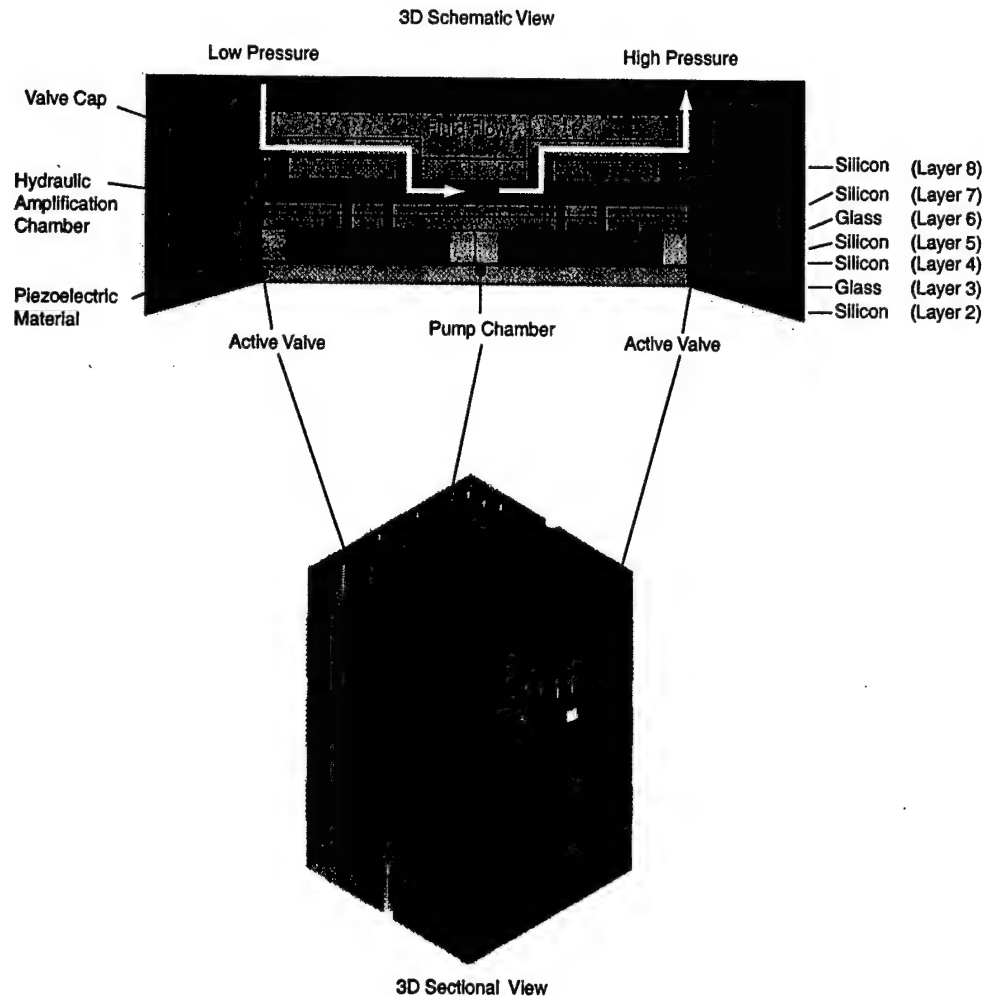 3D Schematic View
Low Pressure
High Pressure
Valve Cap
Fluid Flow
Hydraulic
Amplification
Chamber
Piezoelectric
Material
Silicon (Layer 8)
Silicon (Layer 7)
Glass (Layer 6)
Silicon (Layer 5)
Silicon (Layer 4)
Glass (Layer 3)
Silicon (Layer 2)
Active Valve
Pump Chamber
Active Valve
3D Sectional View